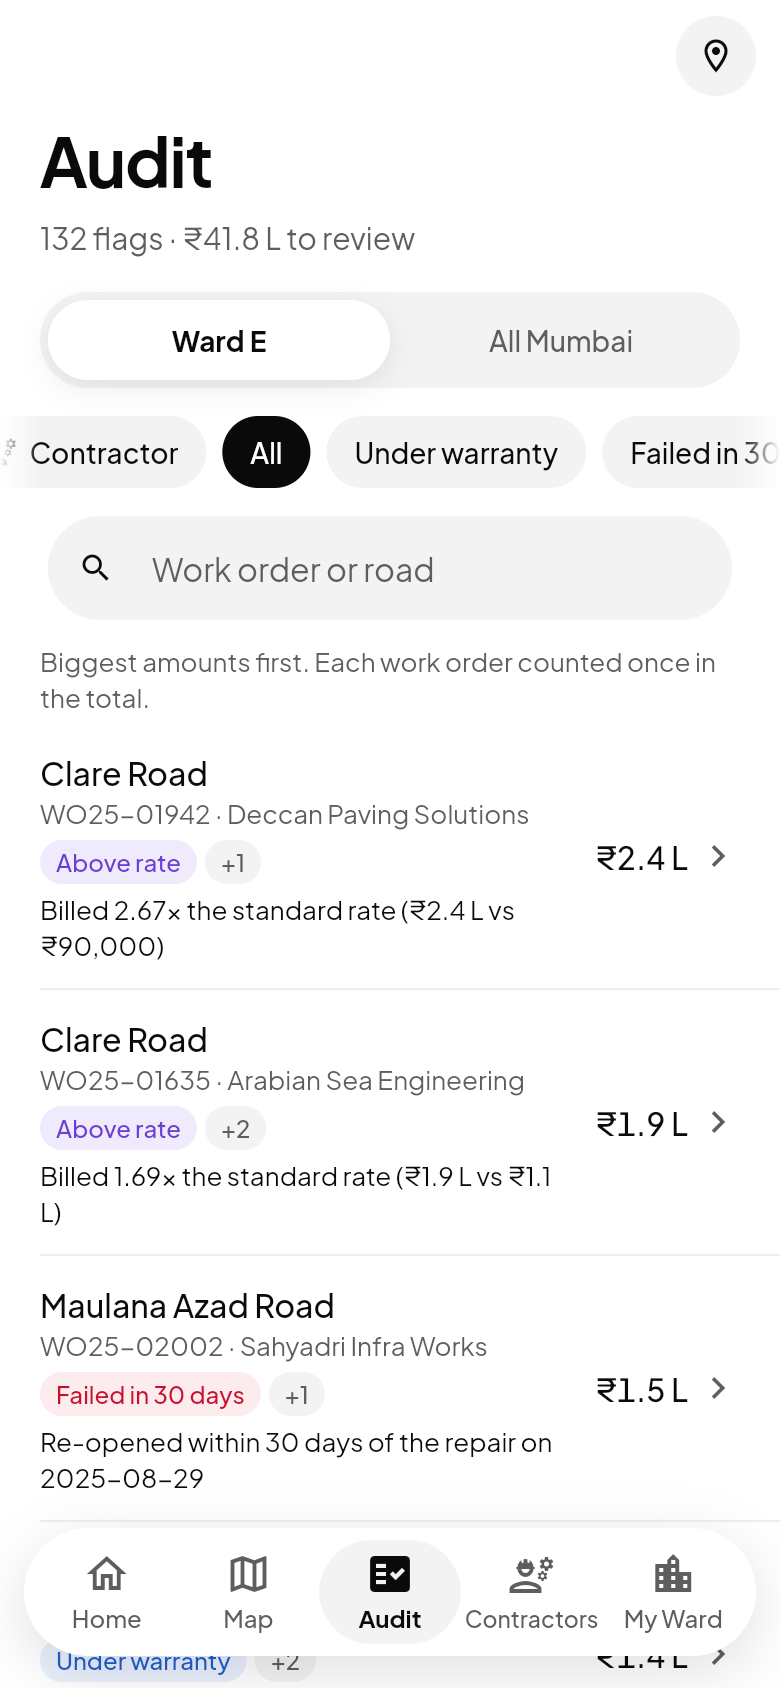 Audit
132 flags · ₹41.8 L to review
Ward E
All Mumbai
Contractor
All
Under warranty
Failed in 30
Work order or road
Biggest amounts first. Each work order counted once in
the total.
Clare Road
WO25-01942 · Deccan Paving Solutions
Above rate
+1
₹2.4 L
Billed 2.67× the standard rate (₹2.4 L vs
₹90,000)
Clare Road
WO25-01635 · Arabian Sea Engineering
Above rate
+2
₹1.9 L
Billed 1.69× the standard rate (₹1.9 L vs ₹1.1
L)
Maulana Azad Road
WO25-02002 · Sahyadri Infra Works
Failed in 30 days
+1
₹1.5 L
Re-opened within 30 days of the repair on
2025-08-29
Home
Map
Audit
Contractors
My Ward
Under warranty
+2
₹1.4 L